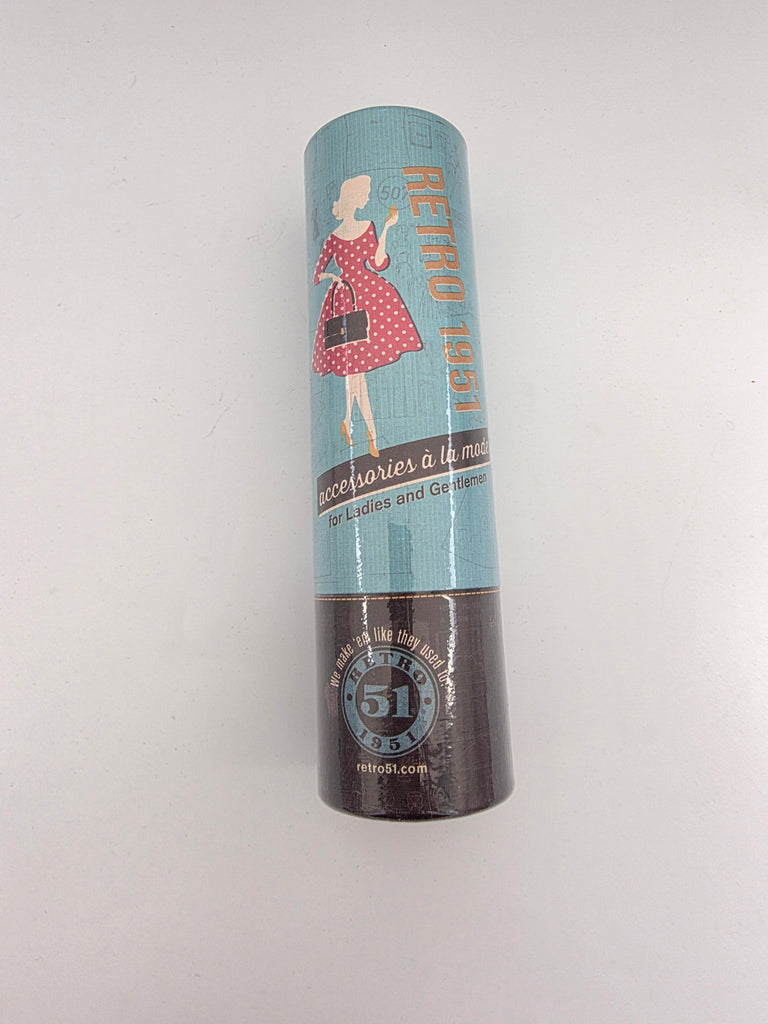 507
RETRO 1951
accessories à la mode
for Ladies and Gentlemen
We make 'em like they used to!
RETRO
51
1951
retro51.com